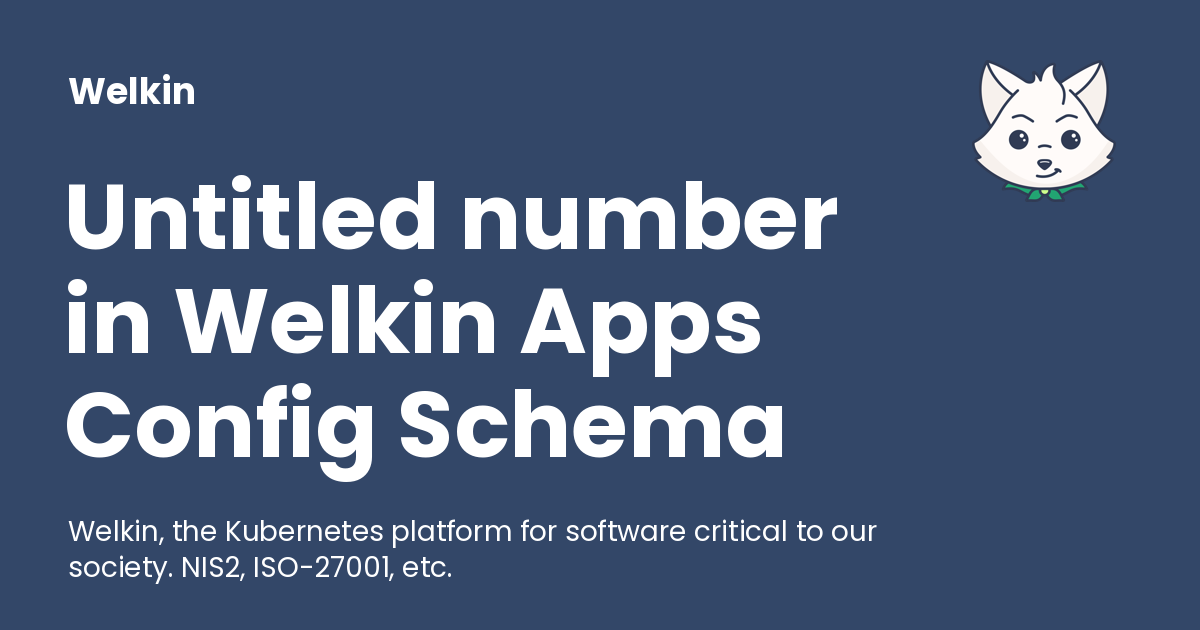 Welkin
Untitled number
in Welkin Apps
Config Schema
Welkin, the Kubernetes platform for software critical to our
society. NIS2, ISO-27001, etc.